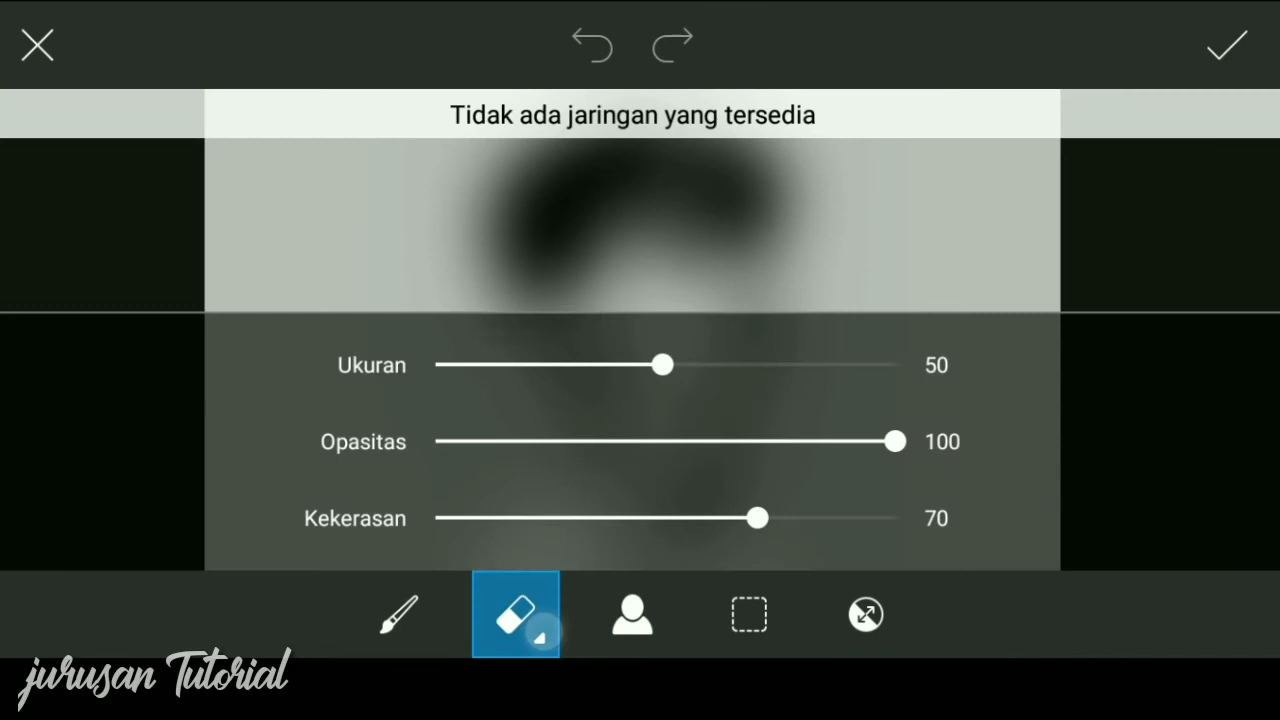 Tidak ada jaringan yang tersedia
Ukuran 50
Opasitas 100
Kekerasan 70
jurusan Tutorial